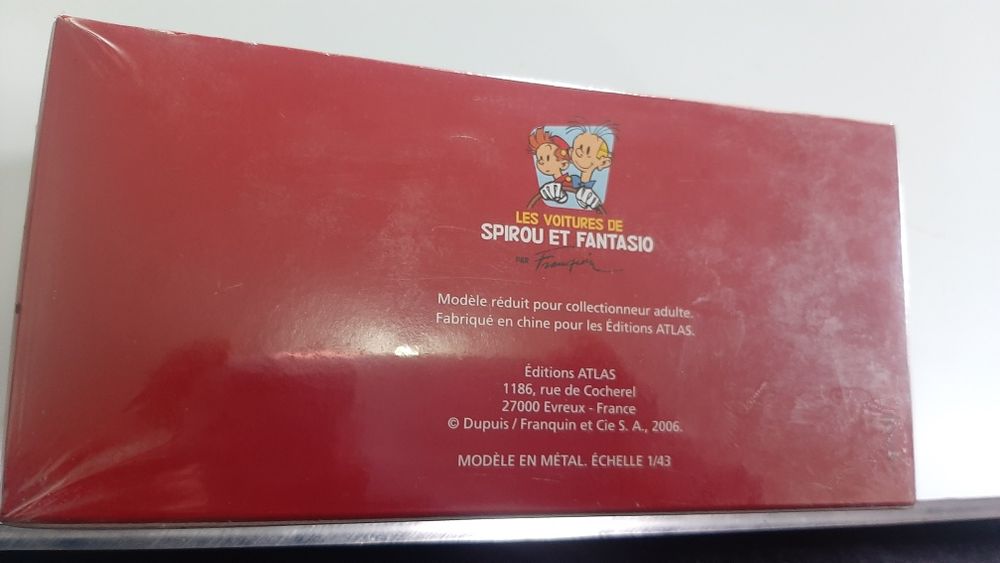 LES VOITURES DE
SPIROU ET FANTASIO
PAR Franquin
Modèle réduit pour collectionneur adulte.
Fabriqué en chine pour les Éditions ATLAS.
Éditions ATLAS
1186, rue de Cocherel
27000 Evreux - France
© Dupuis / Franquin et Cie S. A., 2006.
MODÈLE EN MÉTAL. ÉCHELLE 1/43